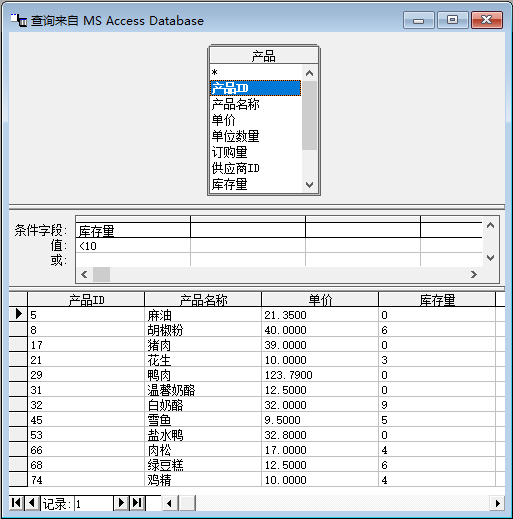 查询来自 MS Access Database
产品
*
产品ID
产品名称
单价
单位数量
订购量
供应商ID
库存量
条件字段: 库存量
值: <10
或:
产品ID 产品名称 单价 库存量
5 麻油 21.3500 0
8 胡椒粉 40.0000 6
17 猪肉 39.0000 0
21 花生 10.0000 3
29 鸭肉 123.7900 0
31 温馨奶酪 12.5000 0
32 白奶酪 32.0000 9
45 雪鱼 9.5000 5
53 盐水鸭 32.8000 0
66 肉松 17.0000 4
68 绿豆糕 12.5000 6
74 鸡精 10.0000 4
记录: 1